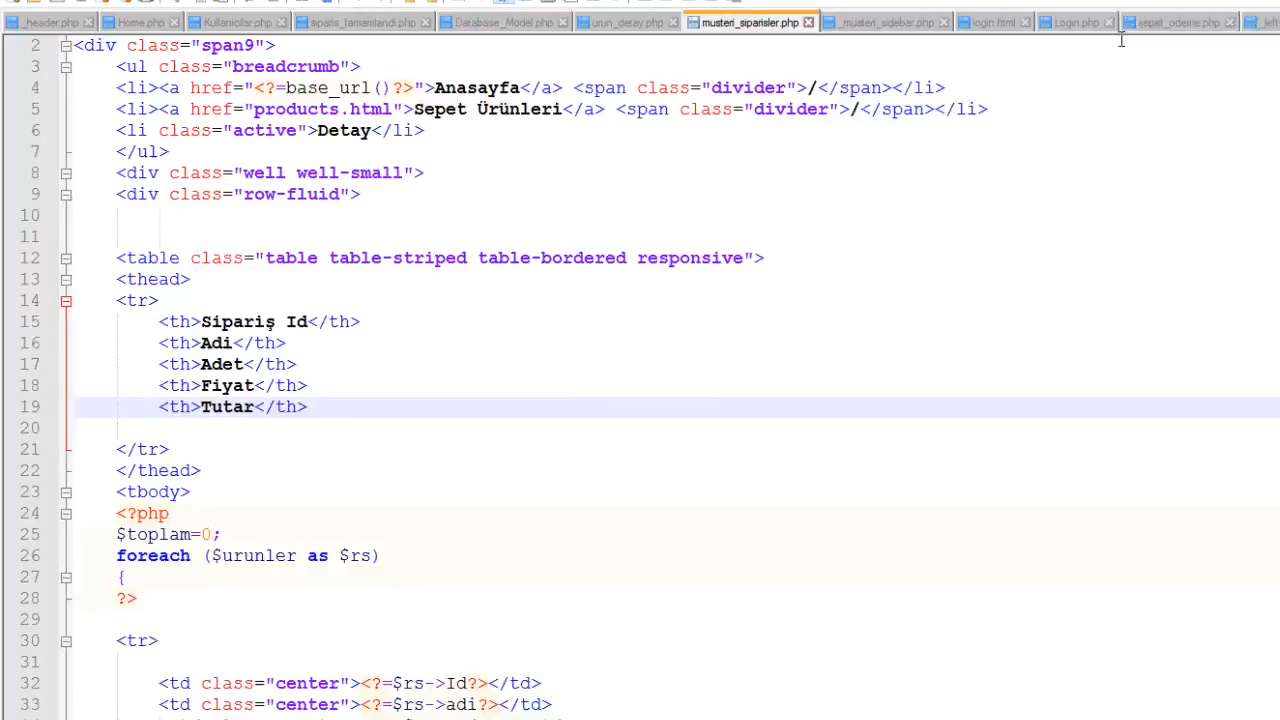 _header.php Home.php Kullanicilar.php siparis_tamamlandi.php Database_Model.php urun_detay.php musteri_siparisler.php _musteri_sidebar.php login.html Login.php sepet_odeme.php _left
2 <div class="span9">
3 <ul class="breadcrumb">
4 <li><a href="<?=base_url()?>">Anasayfa</a> <span class="divider">/</span></li>
5 <li><a href="products.html">Sepet Ürünleri</a> <span class="divider">/</span></li>
6 <li class="active">Detay</li>
7 </ul>
8 <div class="well well-small">
9 <div class="row-fluid">
10
11
12 <table class="table table-striped table-bordered responsive">
13 <thead>
14 <tr>
15 <th>Sipariş Id</th>
16 <th>Adi</th>
17 <th>Adet</th>
18 <th>Fiyat</th>
19 <th>Tutar</th>
20
21 </tr>
22 </thead>
23 <tbody>
24 <?php
25 $toplam=0;
26 foreach ($urunler as $rs)
27 {
28 ?>
29
30 <tr>
31
32 <td class="center"><?=$rs->Id?></td>
33 <td class="center"><?=$rs->adi?></td>